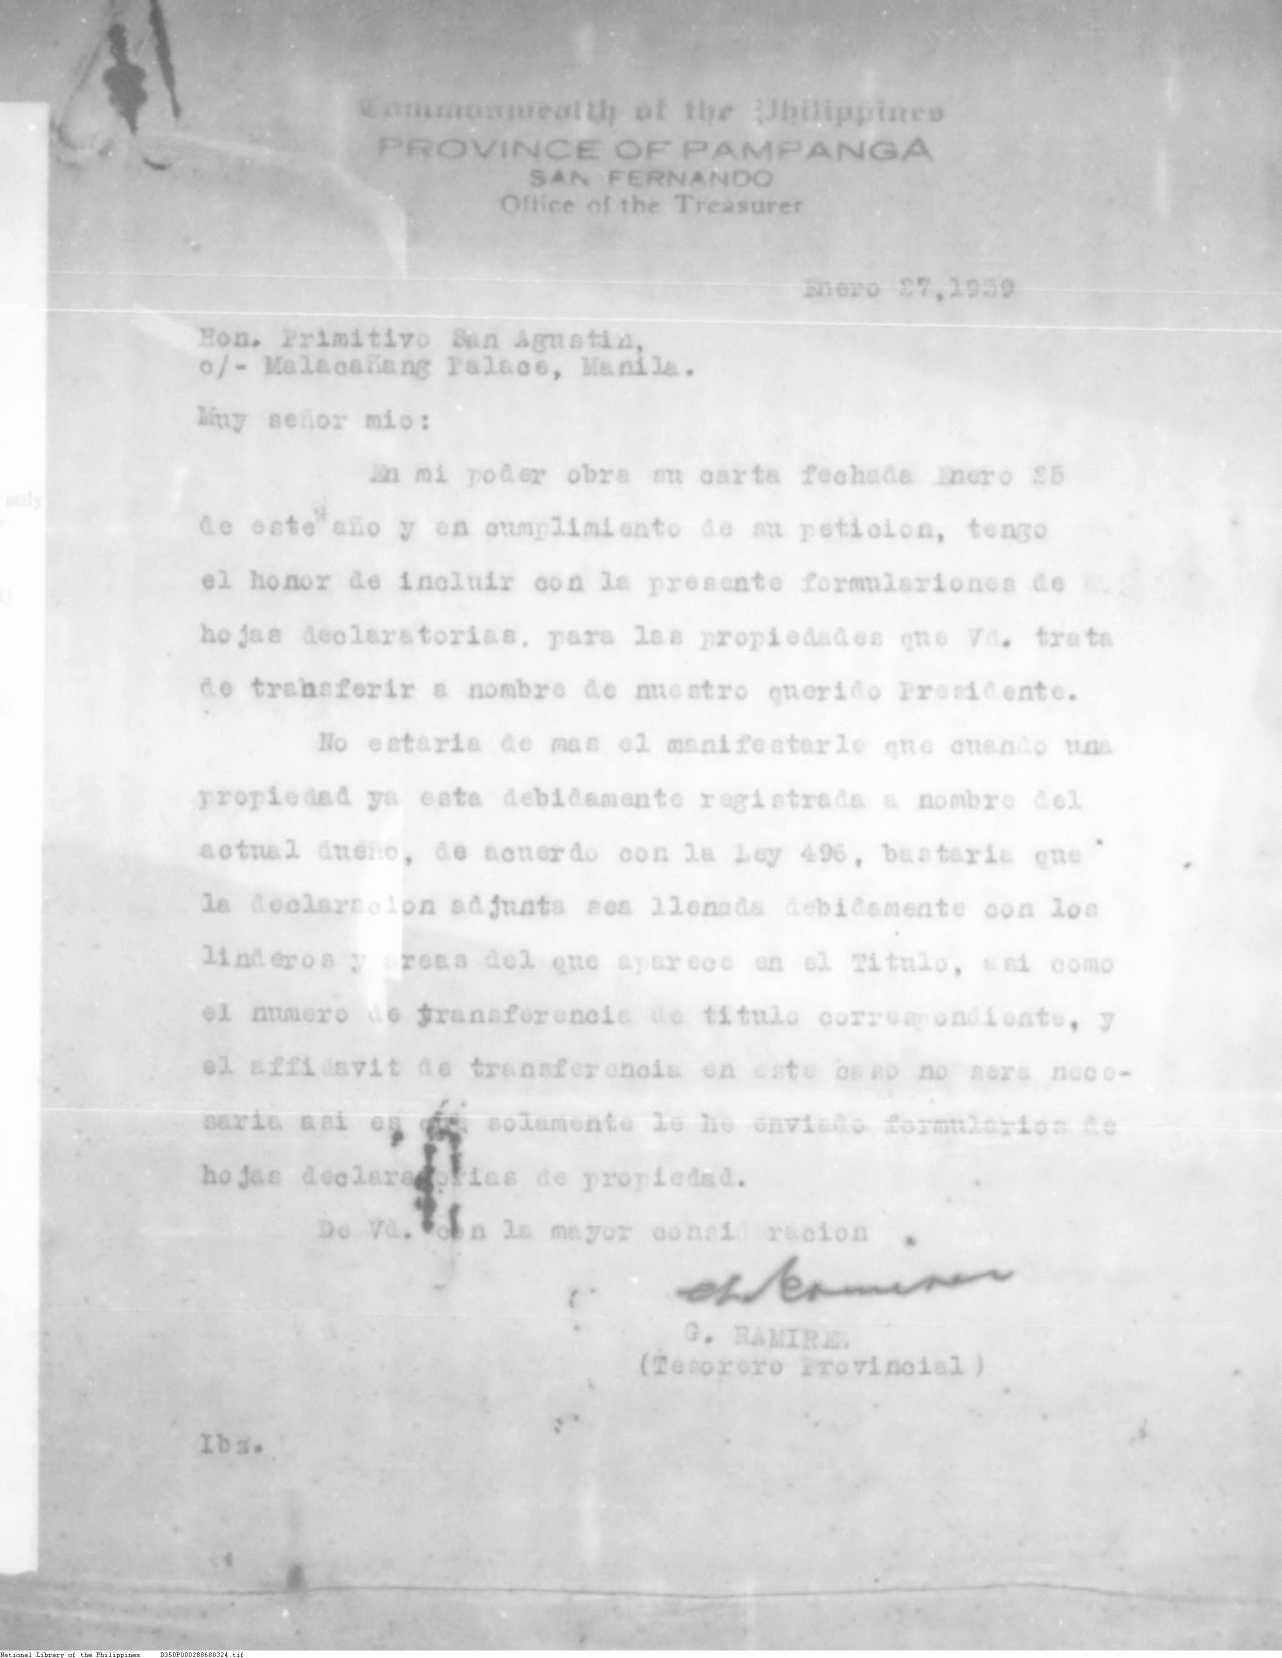 Commonwealth of the Philippines
PROVINCE OF PAMPANGA
SAN FERNANDO
Office of the Treasurer
Enero 27,1939
Hon. Primitivo San Agustin,
c/- Malacañang Palace, Manila.
Muy señor mio:
En mi poder obra su carta fechada Enero 25
de este año y en cumplimiento de su peticion, tengo
el honor de incluir con la presente formulariones de
hojas declaratorias, para las propiedades que Vd. trata
de transferir a nombre de nuestro querido Presidente.
No estaria de mas el manifestarle que cuando una
propiedad ya esta debidamente registrada a nombre del
actual dueño, de acuerdo con la Ley 496, bastaria que
la declaracion adjunta sea llenada debidamente con los
linderos y areas del que aparece en el Titulo, asi como
el numero de transferencia de titulo correspondiente, y
el affidavit de transferencia en este caso no sera nece-
saria asi es que solamente le he enviado formularios de
hojas declaratorias de propiedad.
De Vd. con la mayor consideracion
G. RAMIREZ
(Tesorero Provincial)
Ibs.
only
National Library of the Philippines D350P000288680324.tif